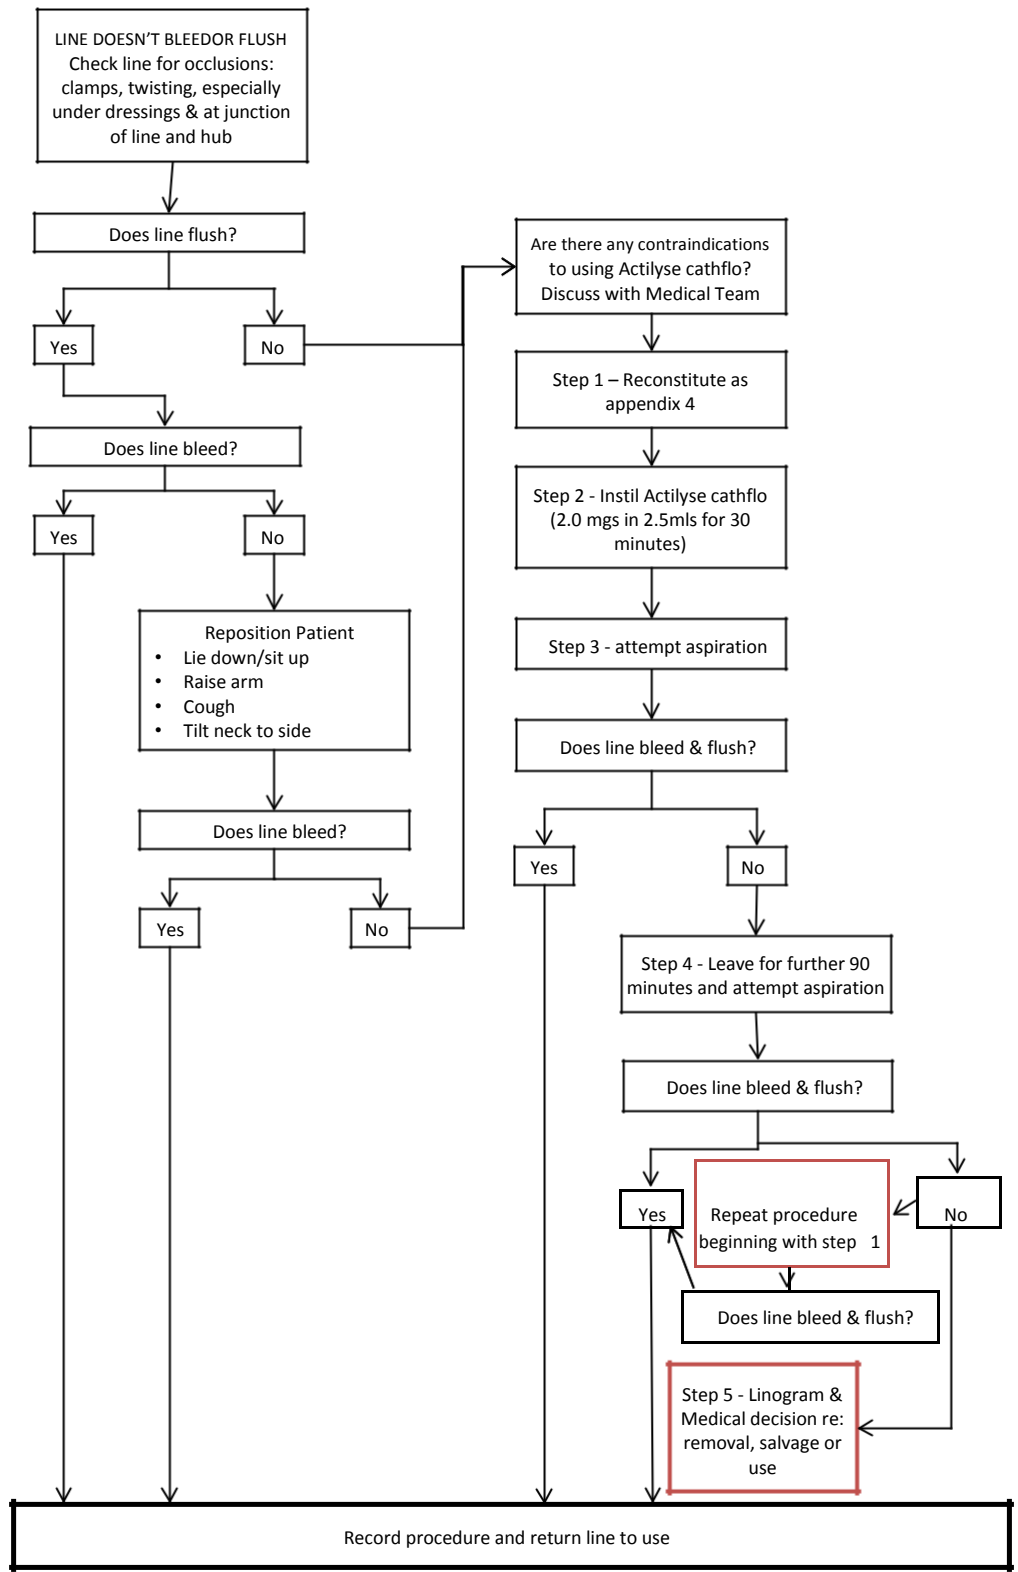 LINE DOESN’T BLEEDOR FLUSH
Check line for occlusions:
clamps, twisting, especially
under dressings & at junction
of line and hub
Does line flush?
Yes
No
Does line bleed?
Yes
No
Reposition Patient
• Lie down/sit up
• Raise arm
• Cough
• Tilt neck to side
Does line bleed?
Yes
No
Are there any contraindications
to using Actilyse cathflo?
Discuss with Medical Team
Step 1 – Reconstitute as
appendix 4
Step 2 - Instil Actilyse cathflo
(2.0 mgs in 2.5mls for 30
minutes)
Step 3 - attempt aspiration
Does line bleed & flush?
Yes
No
Step 4 - Leave for further 90
minutes and attempt aspiration
Does line bleed & flush?
Yes
No
Repeat procedure
beginning with step 1
Does line bleed & flush?
Step 5 - Linogram &
Medical decision re:
removal, salvage or
use
Record procedure and return line to use